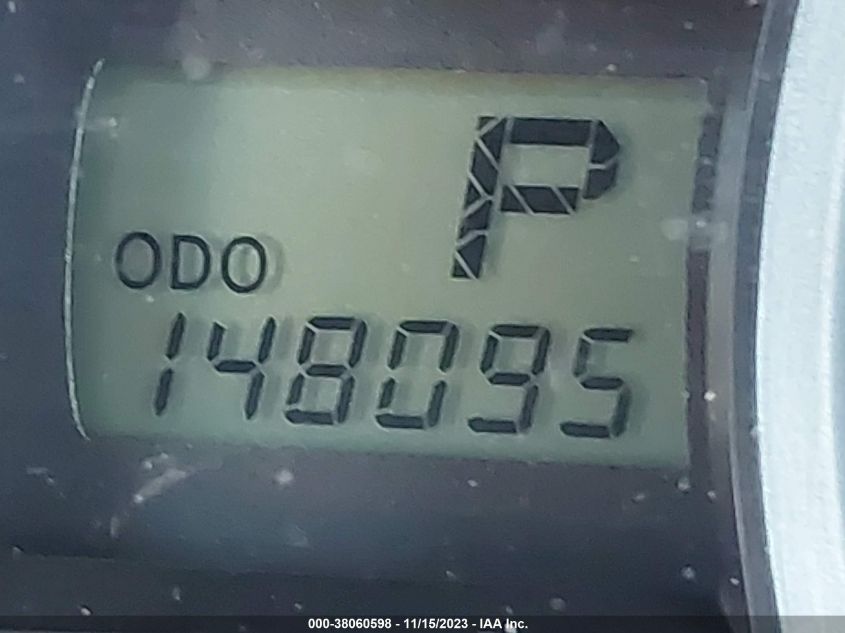 P
ODO
148095
000-38060598 - 11/15/2023 - IAA Inc.